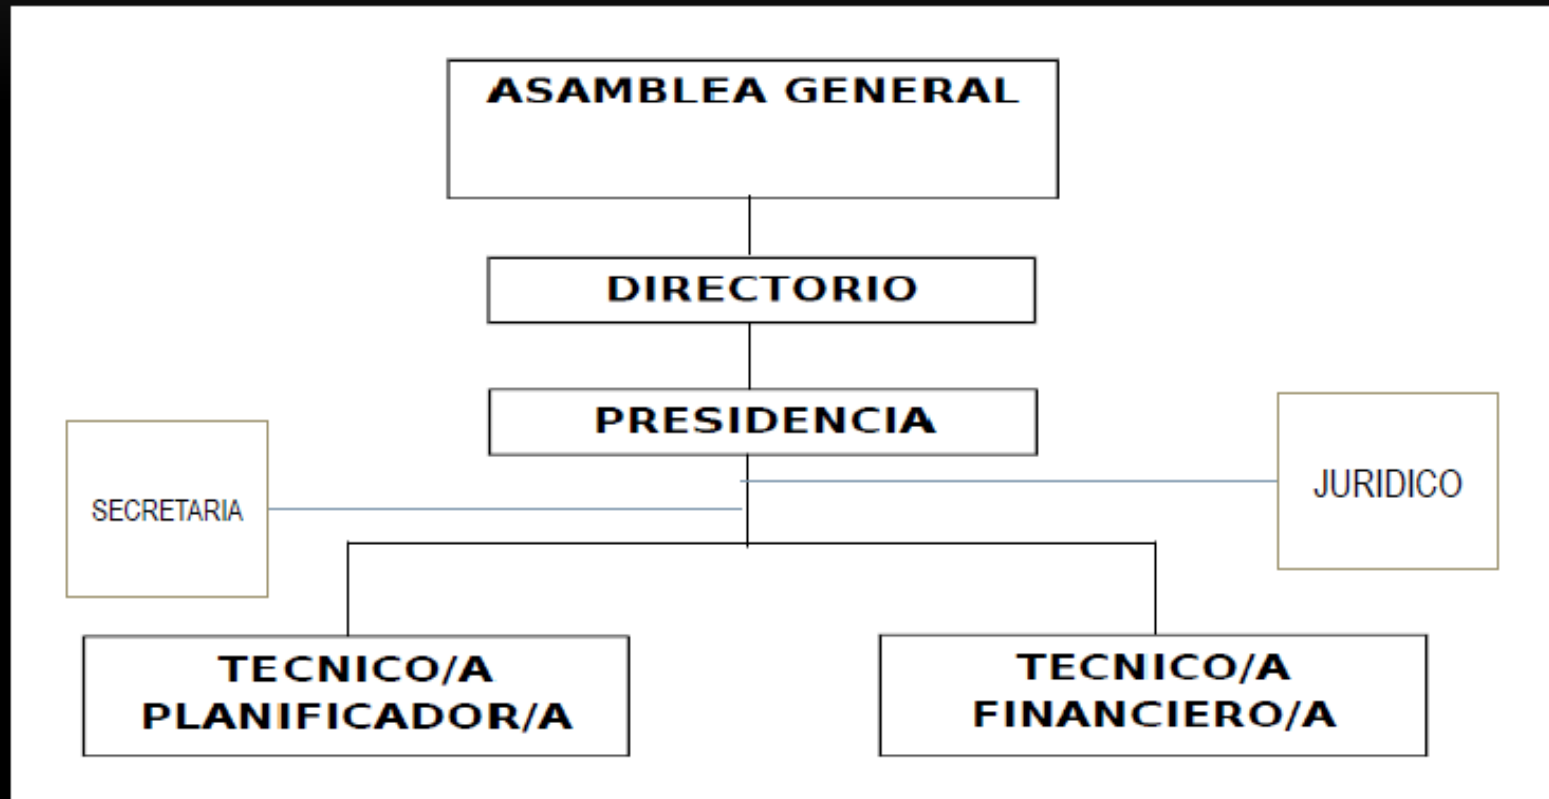 ASAMBLEA GENERAL
DIRECTORIO
PRESIDENCIA
SECRETARIA
JURIDICO
TECNICO/A
PLANIFICADOR/A
TECNICO/A
FINANCIERO/A